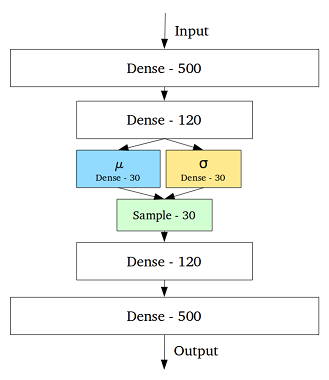 Input
Dense - 500
Dense - 120
μ
Dense - 30
σ
Dense - 30
Sample - 30
Dense - 120
Dense - 500
Output